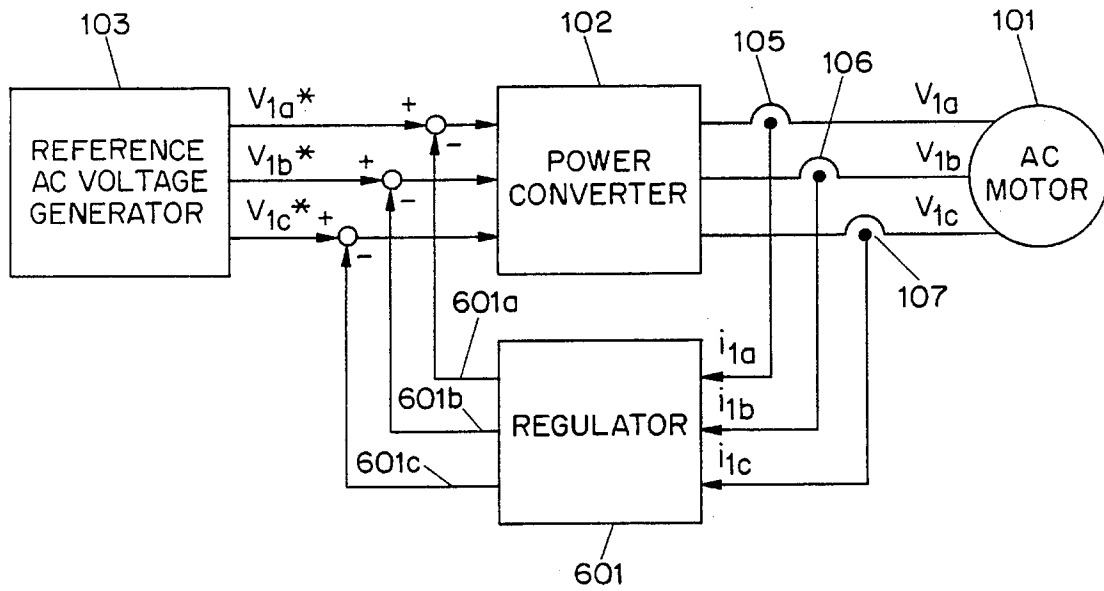 103
102
105
106
101
V1a*
+
-
V1a
REFERENCE
AC VOLTAGE
GENERATOR
V1b*
+
-
POWER
CONVERTER
V1b
AC
MOTOR
V1c*
+
-
V1c
107
601a
i1a
601b
REGULATOR
i1b
601c
i1c
601